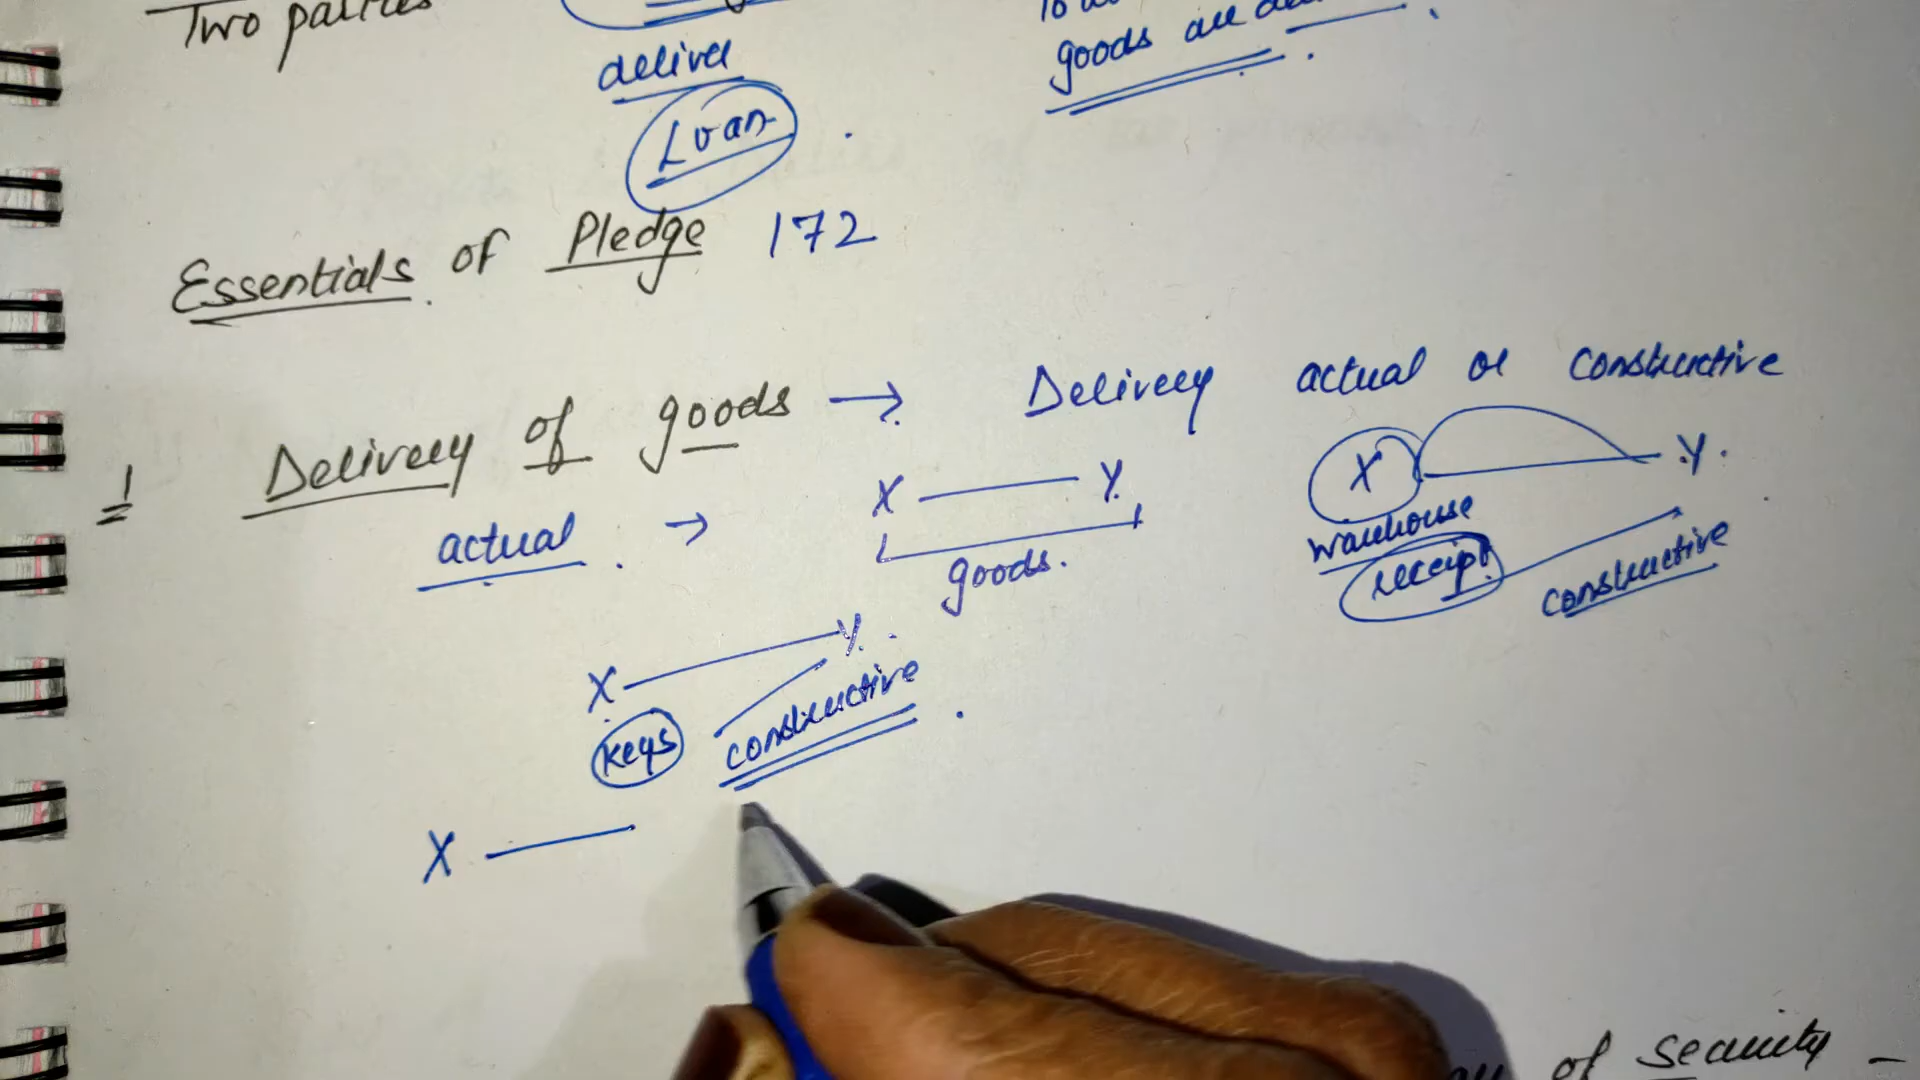 Two parties
deliver
goods are
Loan
Essentials of Pledge 172
1 Delivery of goods → Delivery actual or constructive
actual → X Y
goods.
X Y.
warehouse
receipt
constructive
X Y.
keys
constructive
X
of security -